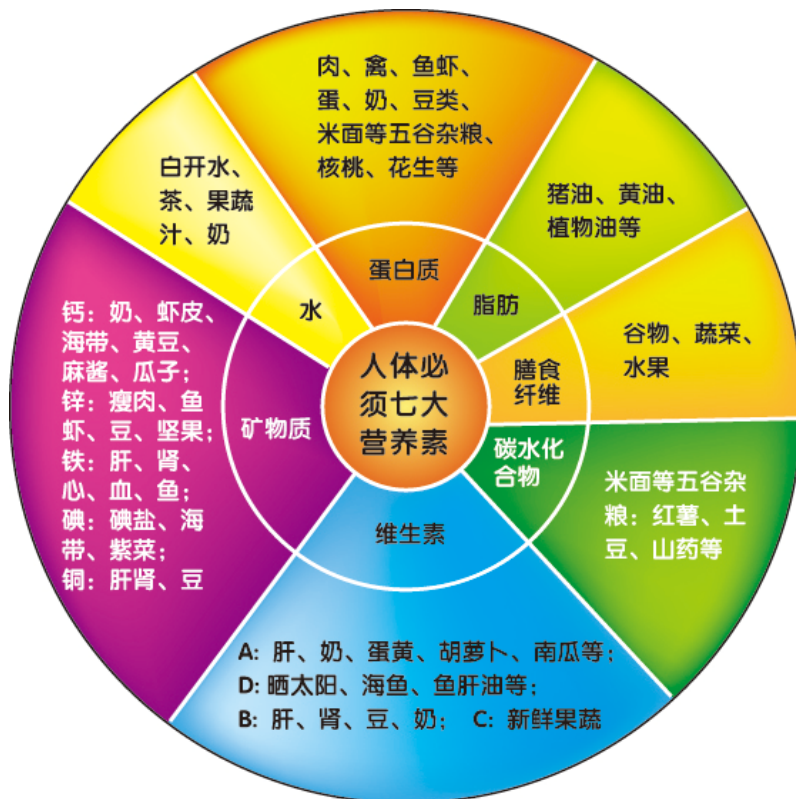 人体必
须七大
营养素
蛋白质
肉、禽、鱼虾、
蛋、奶、豆类、
米面等五谷杂粮、
核桃、花生等
脂肪
猪油、黄油、
植物油等
膳食
纤维
谷物、蔬菜、
水果
碳水化
合物
米面等五谷杂
粮：红薯、土
豆、山药等
维生素
A: 肝、奶、蛋黄、胡萝卜、南瓜等；
D: 晒太阳、海鱼、鱼肝油等；
B: 肝、肾、豆、奶； C: 新鲜果蔬
矿物质
钙：奶、虾皮、
海带、黄豆、
麻酱、瓜子；
锌：瘦肉、鱼
虾、豆、坚果；
铁：肝、肾、
心、血、鱼；
碘：碘盐、海
带、紫菜；
铜：肝肾、豆
水
白开水、
茶、果蔬
汁、奶